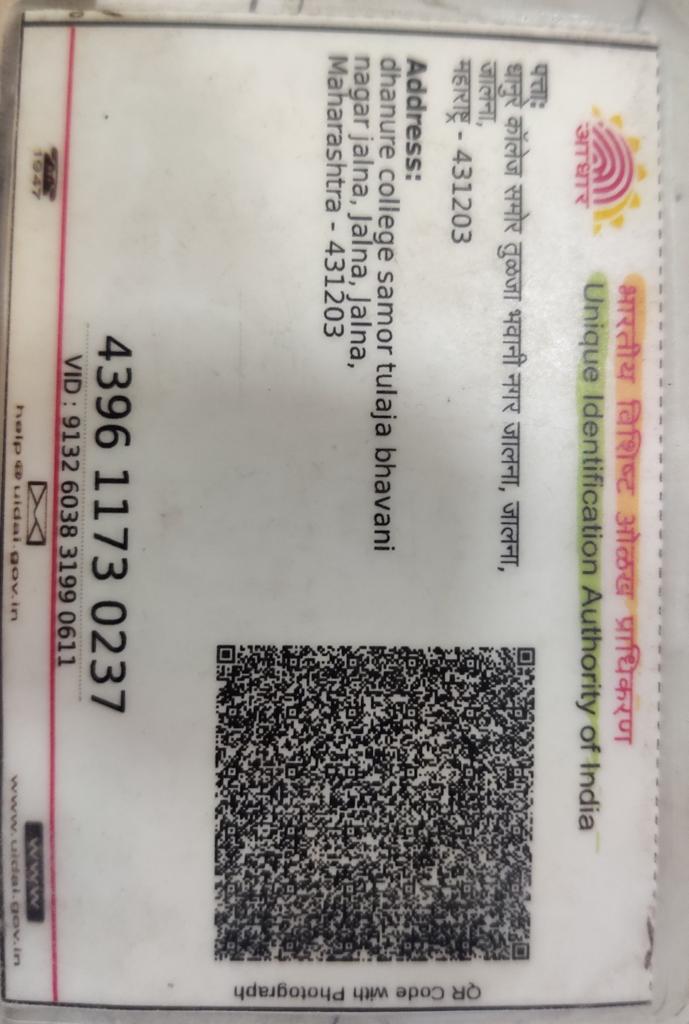 भारतीय विशिष्ट ओळख प्राधिकरण
Unique Identification Authority of India
आधार
पत्ता:
धानुरे कॉलेज समोर तुळजा भवानी नगर जालना, जालना,
जालना,
महाराष्ट्र - 431203
Address:
dhanure college samor tulaja bhavani
nagar jalna, Jalna, Jalna,
Maharashtra - 431203
QR Code with Photograph
4396 1173 0237
VID : 9132 6038 3199 0611
1947
help@uidai.gov.in
www
www.uidai.gov.in